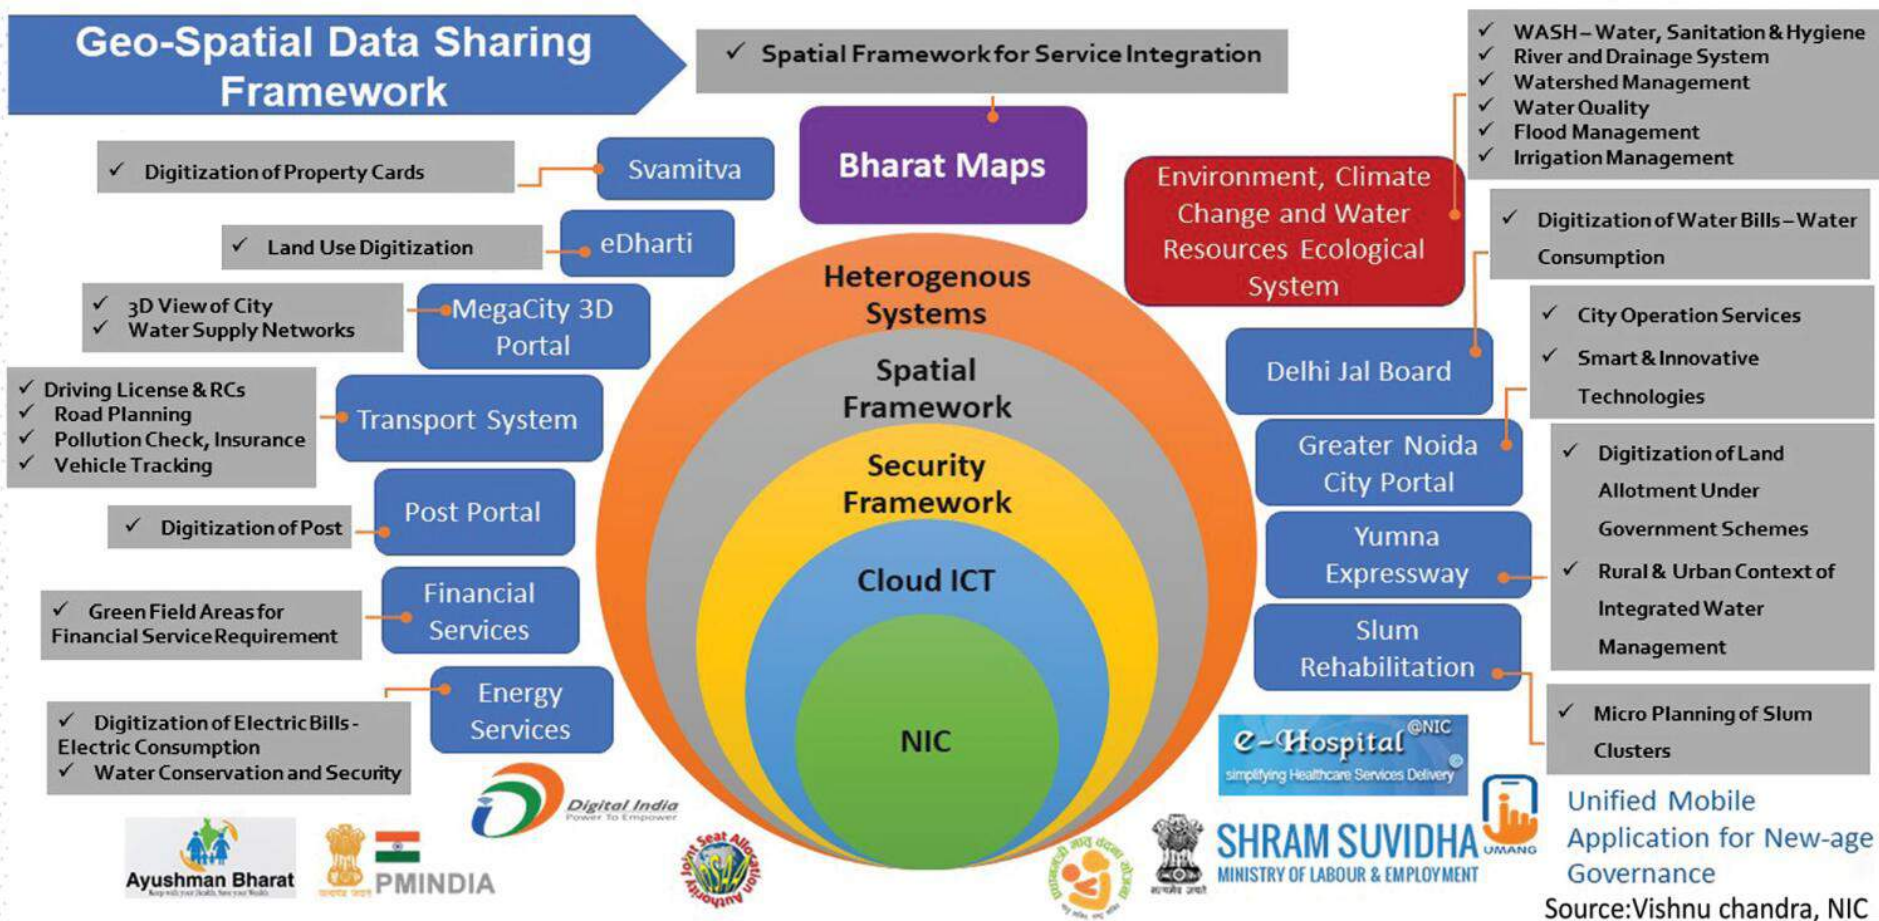 Geo-Spatial Data Sharing
Framework
✓ Spatial Framework for Service Integration
✓ WASH – Water, Sanitation & Hygiene
✓ River and Drainage System
✓ Watershed Management
✓ Water Quality
✓ Flood Management
✓ Irrigation Management
✓ Digitization of Property Cards
Svamitva
Bharat Maps
Environment, Climate
Change and Water
Resources Ecological
System
✓ Digitization of Water Bills – Water
Consumption
✓ Land Use Digitization
eDharti
✓ 3D View of City
✓ Water Supply Networks
MegaCity 3D
Portal
Heterogenous
Systems
Delhi Jal Board
✓ City Operation Services
✓ Smart & Innovative
Technologies
✓ Driving License & RCs
✓ Road Planning
✓ Pollution Check, Insurance
✓ Vehicle Tracking
Transport System
Spatial
Framework
Greater Noida
City Portal
✓ Digitization of Land
Allotment Under
Government Schemes
✓ Rural & Urban Context of
Integrated Water
Management
✓ Digitization of Post
Post Portal
Security
Framework
Yumna
Expressway
✓ Green Field Areas for
Financial Service Requirement
Financial
Services
Cloud ICT
Slum
Rehabilitation
✓ Micro Planning of Slum
Clusters
✓ Digitization of Electric Bills -
Electric Consumption
✓ Water Conservation and Security
Energy
Services
NIC
e-Hospital @NIC
simplifying Healthcare Services Delivery
Digital India
Power To Empower
Ayushman Bharat
सत्यमेव जयते
PMINDIA
Joint Seat Allocation
Authority
सत्यमेव जयते
SHRAM SUVIDHA
MINISTRY OF LABOUR & EMPLOYMENT
UMANG
Unified Mobile
Application for New-age
Governance
Source:Vishnu chandra, NIC